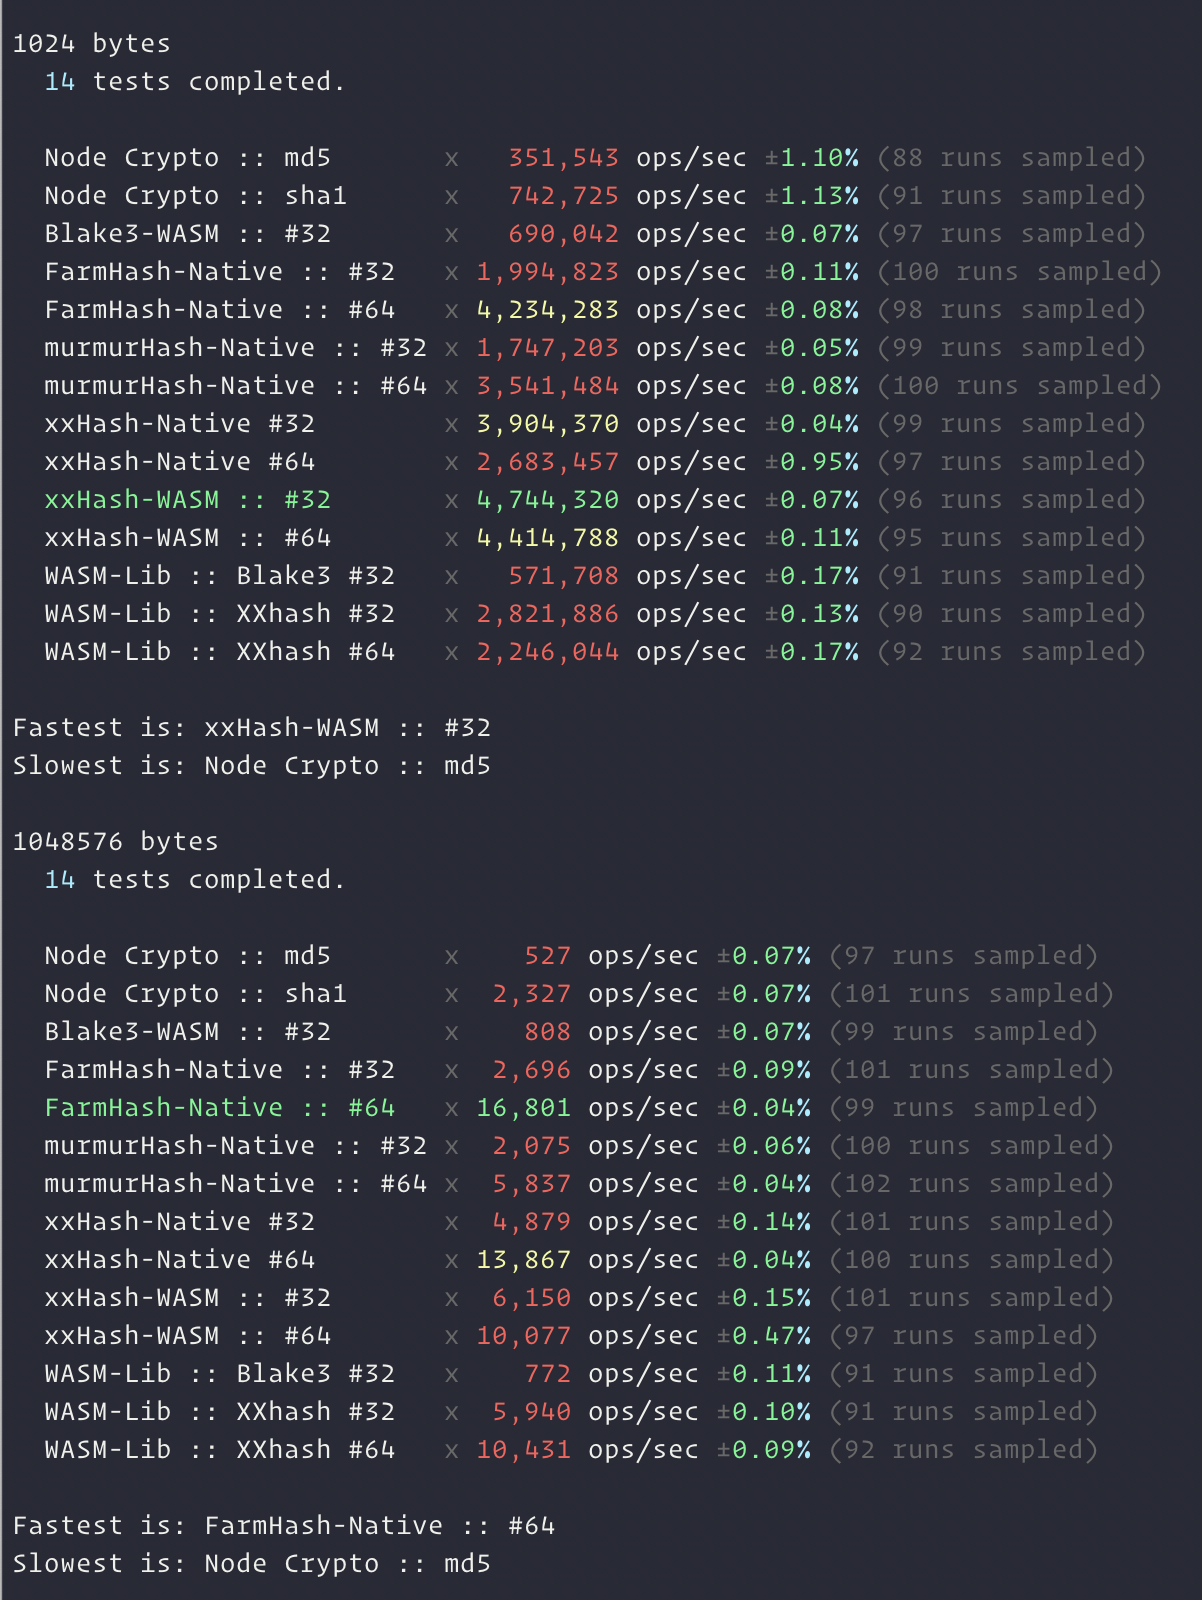 1024 bytes
14 tests completed.
Node Crypto :: md5 x 351,543 ops/sec ±1.10% (88 runs sampled)
Node Crypto :: sha1 x 742,725 ops/sec ±1.13% (91 runs sampled)
Blake3-WASM :: #32 x 690,042 ops/sec ±0.07% (97 runs sampled)
FarmHash-Native :: #32 x 1,994,823 ops/sec ±0.11% (100 runs sampled)
FarmHash-Native :: #64 x 4,234,283 ops/sec ±0.08% (98 runs sampled)
murmurHash-Native :: #32 x 1,747,203 ops/sec ±0.05% (99 runs sampled)
murmurHash-Native :: #64 x 3,541,484 ops/sec ±0.08% (100 runs sampled)
xxHash-Native #32 x 3,904,370 ops/sec ±0.04% (99 runs sampled)
xxHash-Native #64 x 2,683,457 ops/sec ±0.95% (97 runs sampled)
xxHash-WASM :: #32 x 4,744,320 ops/sec ±0.07% (96 runs sampled)
xxHash-WASM :: #64 x 4,414,788 ops/sec ±0.11% (95 runs sampled)
WASM-Lib :: Blake3 #32 x 571,708 ops/sec ±0.17% (91 runs sampled)
WASM-Lib :: XXhash #32 x 2,821,886 ops/sec ±0.13% (90 runs sampled)
WASM-Lib :: XXhash #64 x 2,246,044 ops/sec ±0.17% (92 runs sampled)
Fastest is: xxHash-WASM :: #32
Slowest is: Node Crypto :: md5
1048576 bytes
14 tests completed.
Node Crypto :: md5 x 527 ops/sec ±0.07% (97 runs sampled)
Node Crypto :: sha1 x 2,327 ops/sec ±0.07% (101 runs sampled)
Blake3-WASM :: #32 x 808 ops/sec ±0.07% (99 runs sampled)
FarmHash-Native :: #32 x 2,696 ops/sec ±0.09% (101 runs sampled)
FarmHash-Native :: #64 x 16,801 ops/sec ±0.04% (99 runs sampled)
murmurHash-Native :: #32 x 2,075 ops/sec ±0.06% (100 runs sampled)
murmurHash-Native :: #64 x 5,837 ops/sec ±0.04% (102 runs sampled)
xxHash-Native #32 x 4,879 ops/sec ±0.14% (101 runs sampled)
xxHash-Native #64 x 13,867 ops/sec ±0.04% (100 runs sampled)
xxHash-WASM :: #32 x 6,150 ops/sec ±0.15% (101 runs sampled)
xxHash-WASM :: #64 x 10,077 ops/sec ±0.47% (97 runs sampled)
WASM-Lib :: Blake3 #32 x 772 ops/sec ±0.11% (91 runs sampled)
WASM-Lib :: XXhash #32 x 5,940 ops/sec ±0.10% (91 runs sampled)
WASM-Lib :: XXhash #64 x 10,431 ops/sec ±0.09% (92 runs sampled)
Fastest is: FarmHash-Native :: #64
Slowest is: Node Crypto :: md5